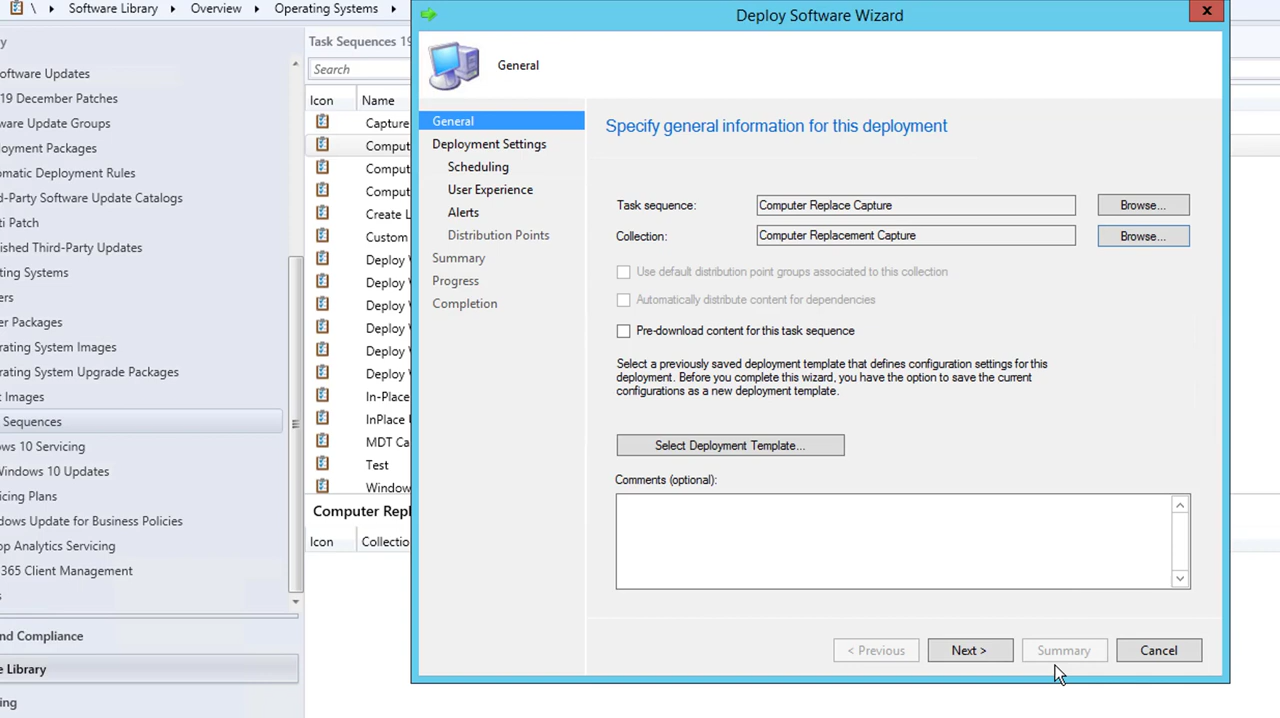 \ Software Library Overview Operating Systems
Deploy Software Wizard
General
Task Sequences 19
Search
Icon Name
Capture
Comput
Comput
Comput
Create L
Custom
Deploy
Deploy
Deploy
Deploy
Deploy
Deploy
In-Place
InPlace
MDT Ca
Test
Window
Computer Repl
Icon Collectio
oftware Updates
19 December Patches
ware Update Groups
oyment Packages
omatic Deployment Rules
d-Party Software Update Catalogs
ti Patch
lished Third-Party Updates
ting Systems
ers
er Packages
rating System Images
rating System Upgrade Packages
t Images
Sequences
ws 10 Servicing
Windows 10 Updates
icing Plans
dows Update for Business Policies
op Analytics Servicing
365 Client Management
s
and Compliance
e Library
ing
General
Deployment Settings
Scheduling
User Experience
Alerts
Distribution Points
Summary
Progress
Completion
Specify general information for this deployment
Task sequence: Computer Replace Capture Browse...
Collection: Computer Replacement Capture Browse...
Use default distribution point groups associated to this collection
Automatically distribute content for dependencies
Pre-download content for this task sequence
Select a previously saved deployment template that defines configuration settings for this
deployment. Before you complete this wizard, you have the option to save the current
configurations as a new deployment template.
Select Deployment Template...
Comments (optional):
< Previous Next > Summary Cancel